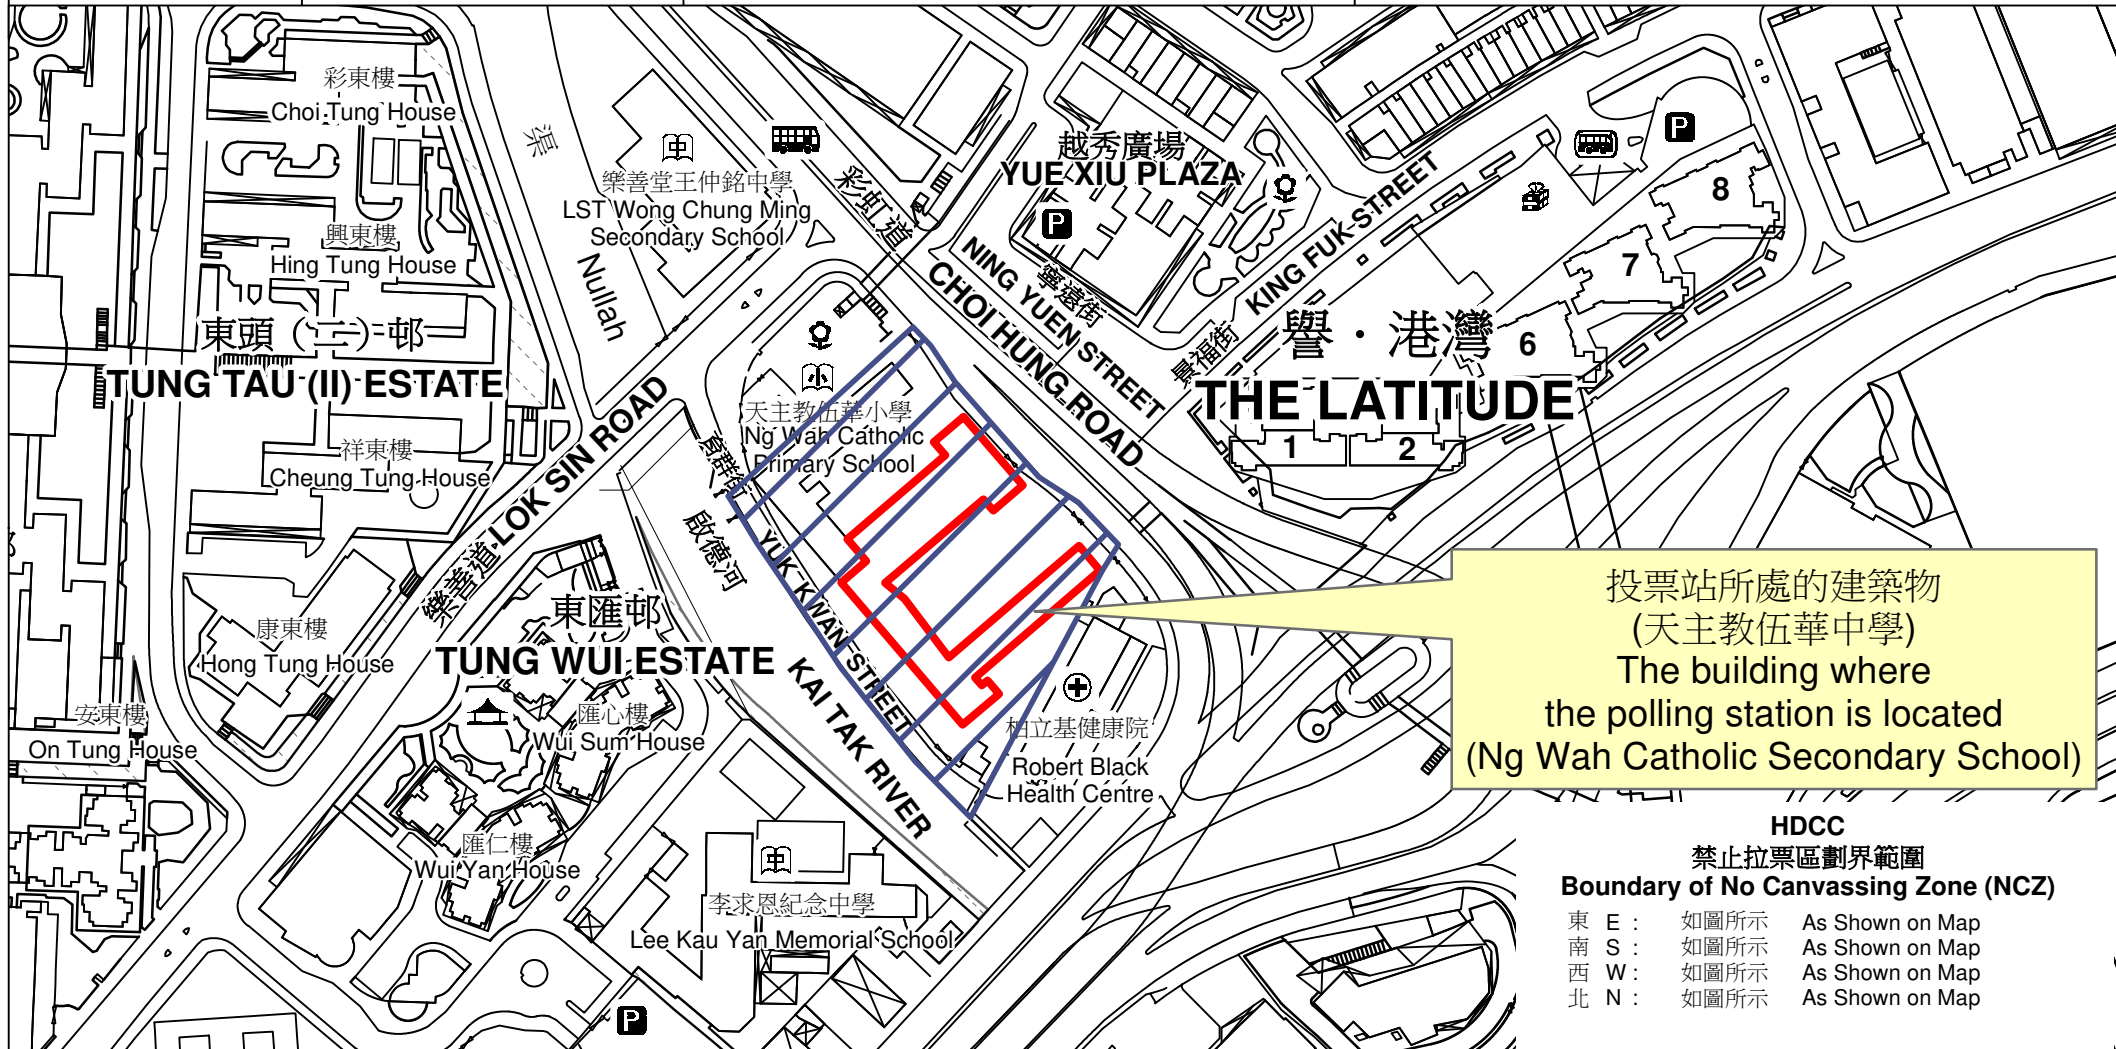 彩東樓
Choi Tung House
渠
Nullah
中
樂善堂王仲銘中學
LST Wong Chung Ming
Secondary School
彩虹道
CHOI HUNG ROAD
越秀廣場
YUE XIU PLAZA
P
P
NING YUEN STREET
寧遠街
KING FUK STREET
景福街
8
7
6
譽．港灣
THE LATITUDE
1
2
興東樓
Hing Tung House
東頭（二）邨
TUNG TAU (II) ESTATE
祥東樓
Cheung Tung House
樂善道 LOK SIN ROAD
小
天主教伍華小學
Ng Wah Catholic
Primary School
育群街
YUK KWAN STREET
啟德河
KAI TAK RIVER
康東樓
Hong Tung House
東匯邨
TUNG WUI ESTATE
安東樓
On Tung House
匯心樓
Wui Sum House
匯仁樓
Wui Yan House
柏立基健康院
Robert Black
Health Centre
中
李求恩紀念中學
Lee Kau Yan Memorial School
P
投票站所處的建築物
(天主教伍華中學)
The building where
the polling station is located
(Ng Wah Catholic Secondary School)
HDCC
禁止拉票區劃界範圍
Boundary of No Canvassing Zone (NCZ)
東 E : 如圖所示 As Shown on Map
南 S : 如圖所示 As Shown on Map
西 W : 如圖所示 As Shown on Map
北 N : 如圖所示 As Shown on Map